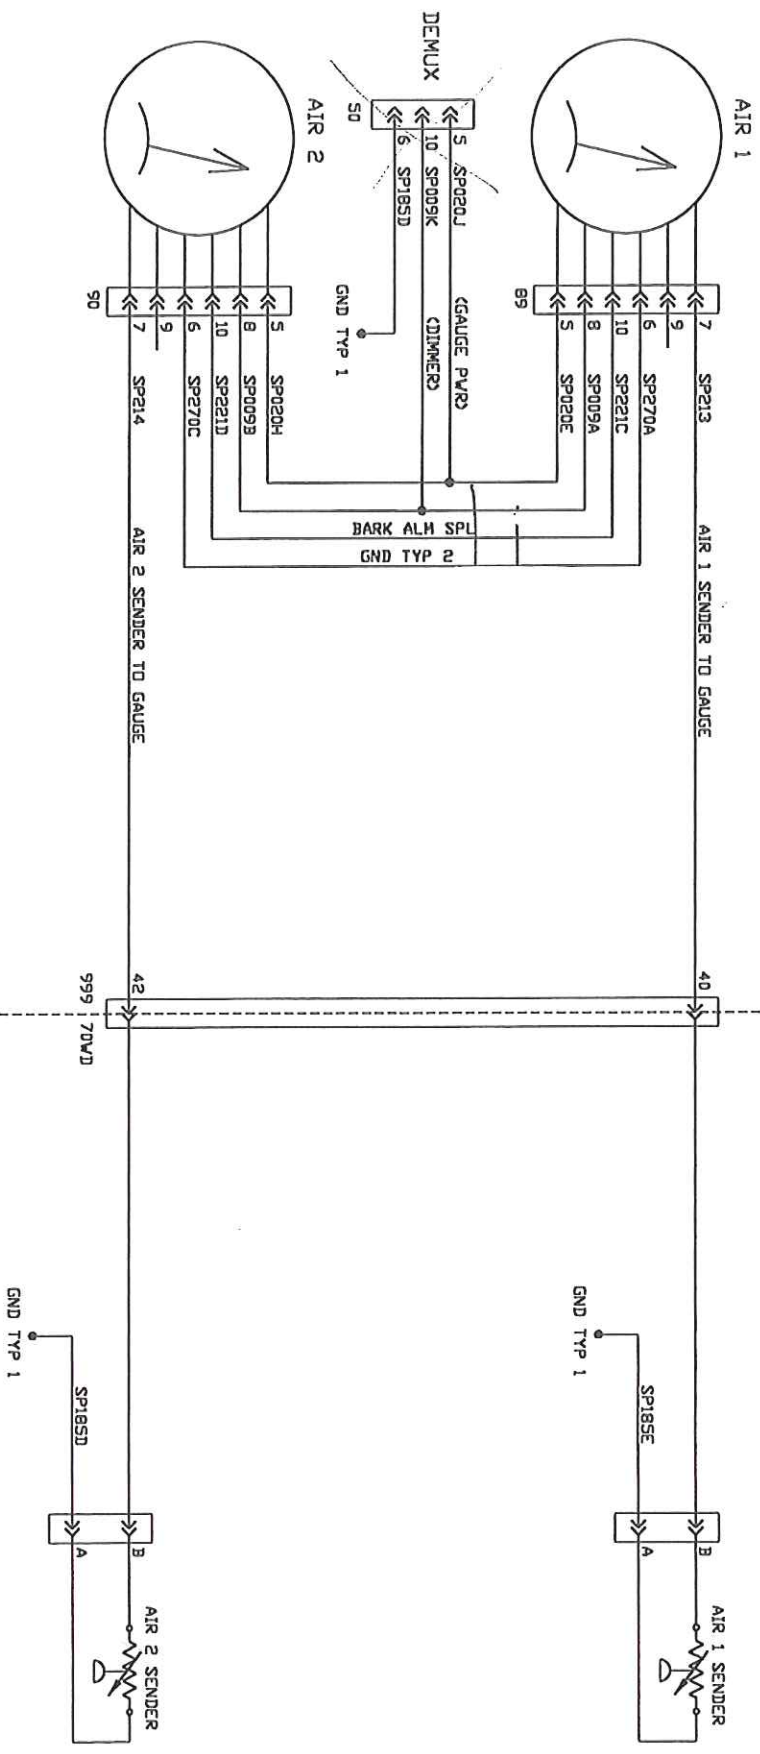 AIR 1
7
SP213
AIR 1 SENDER TO GAUGE
9
6
SP270A
10
SP221C
8
SP009A
5
SP020E
89
40
B
AIR 1 SENDER
A
SP185E
GND TYP 1
DEMUX
5
SP020J
(GAUGE PWR)
10
SP009K
(DIMMER)
6
SP185D
50
GND TYP 1
BARK ALM SPL
GND TYP 2
AIR 2
5
SP020H
8
SP009B
10
SP221D
6
SP270C
9
7
SP214
AIR 2 SENDER TO GAUGE
90
42
999
70WD
B
AIR 2 SENDER
A
SP185D
GND TYP 1